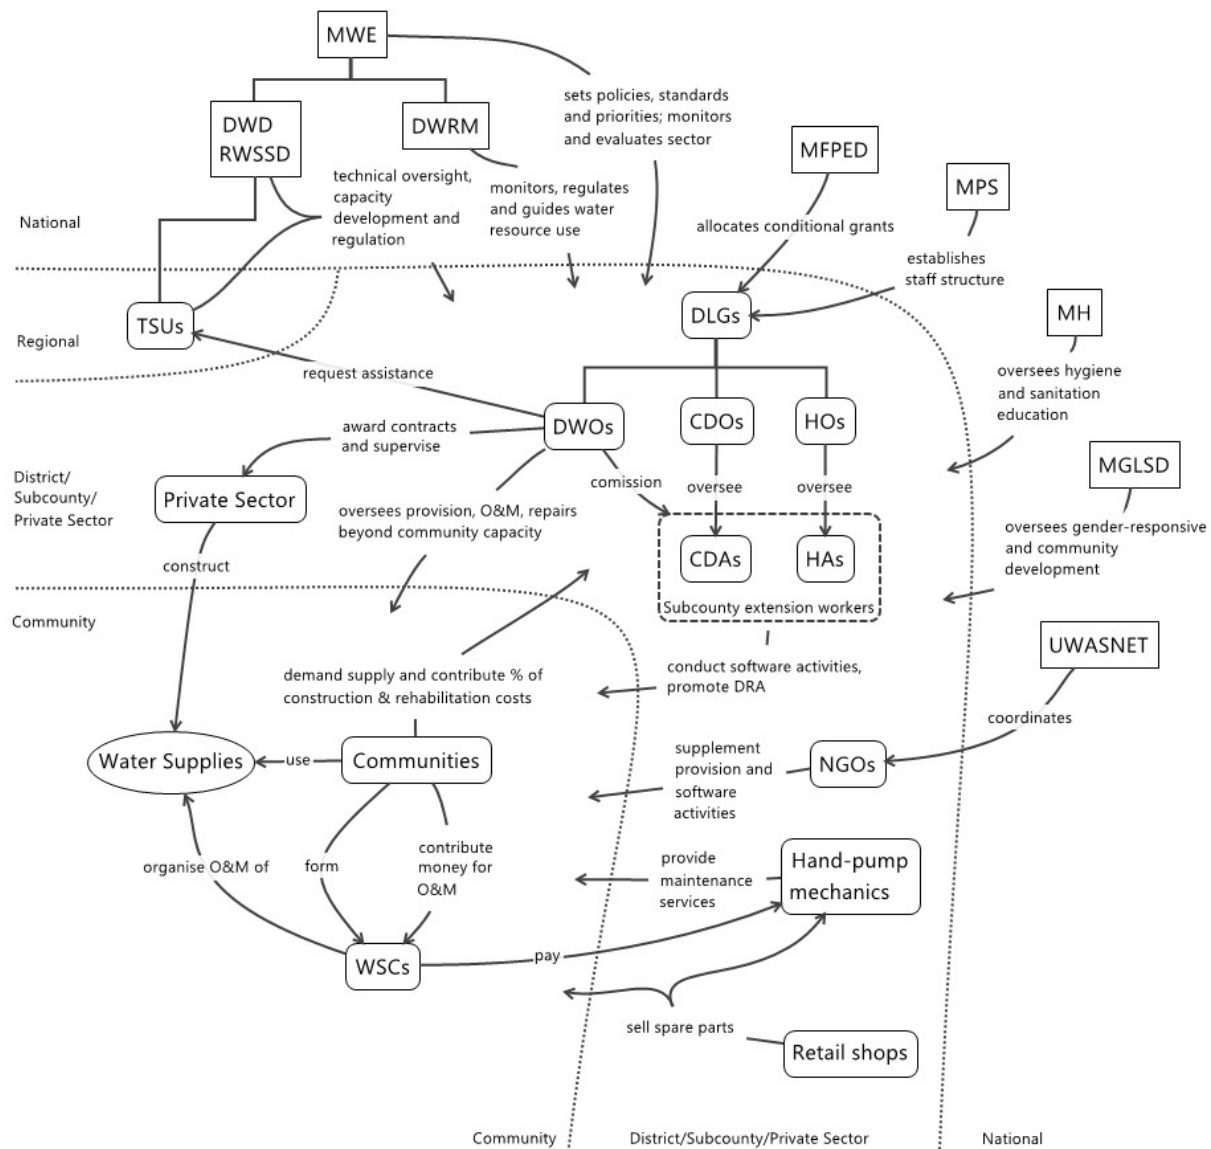 MWE
sets policies, standards
and priorities; monitors
and evaluates sector
DWD
RWSSD
DWRM
MFPED
MPS
technical oversight,
capacity
development and
regulation
monitors, regulates
and guides water
resource use
National
allocates conditional grants
establishes
staff structure
TSUs
DLGs
MH
Regional
request assistance
oversees hygiene
and sanitation
education
DWOs
CDOs
HOs
award contracts
and supervise
MGLSD
District/
Subcounty/
Private Sector
Private Sector
comission
oversee
oversee
oversees provision, O&M, repairs
beyond community capacity
oversees gender-responsive
and community
development
construct
CDAs
HAs
Subcounty extension workers
Community
UWASNET
demand supply and contribute % of
construction & rehabilitation costs
conduct software activities,
promote DRA
coordinates
Water Supplies
use
Communities
supplement
provision and
software
activities
NGOs
organise O&M of
form
contribute
money for
O&M
provide
maintenance
services
Hand-pump
mechanics
WSCs
pay
sell spare parts
Retail shops
Community
District/Subcounty/Private Sector
National